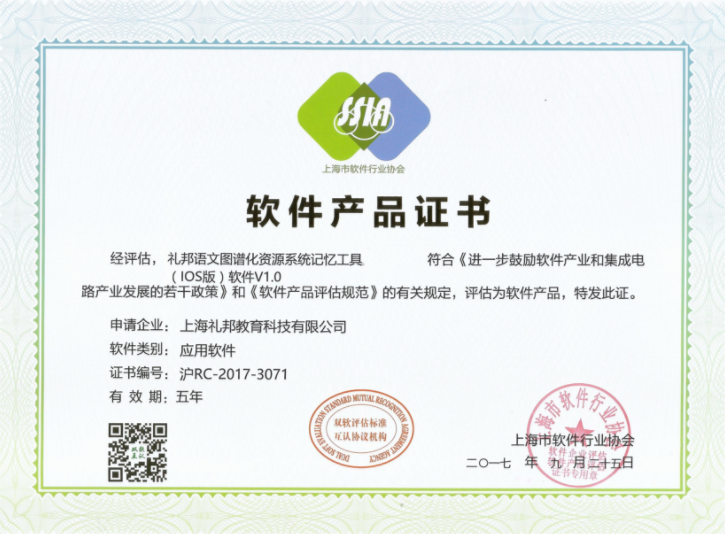 SSIA
上海市软件行业协会
软件产品证书
经评估，礼邦语文图谱化资源系统记忆工具
（IOS版）软件V1.0
符合《进一步鼓励软件产业和集成电
路产业发展的若干政策》和《软件产品评估规范》的有关规定，评估为软件产品，特发此证。
申请企业：上海礼邦教育科技有限公司
软件类别：应用软件
证书编号：沪RC-2017-3071
有 效 期：五年
DUAL SOFT EVALUATION STANDARD MUTUAL RECOGNITION AGREEMENT AGENCY
双软评估标准
互认协议机构
上海市软件行业协会
软件企业评估
证书专用章
上海市软件行业协会
二〇一七 年 九 月二十五日